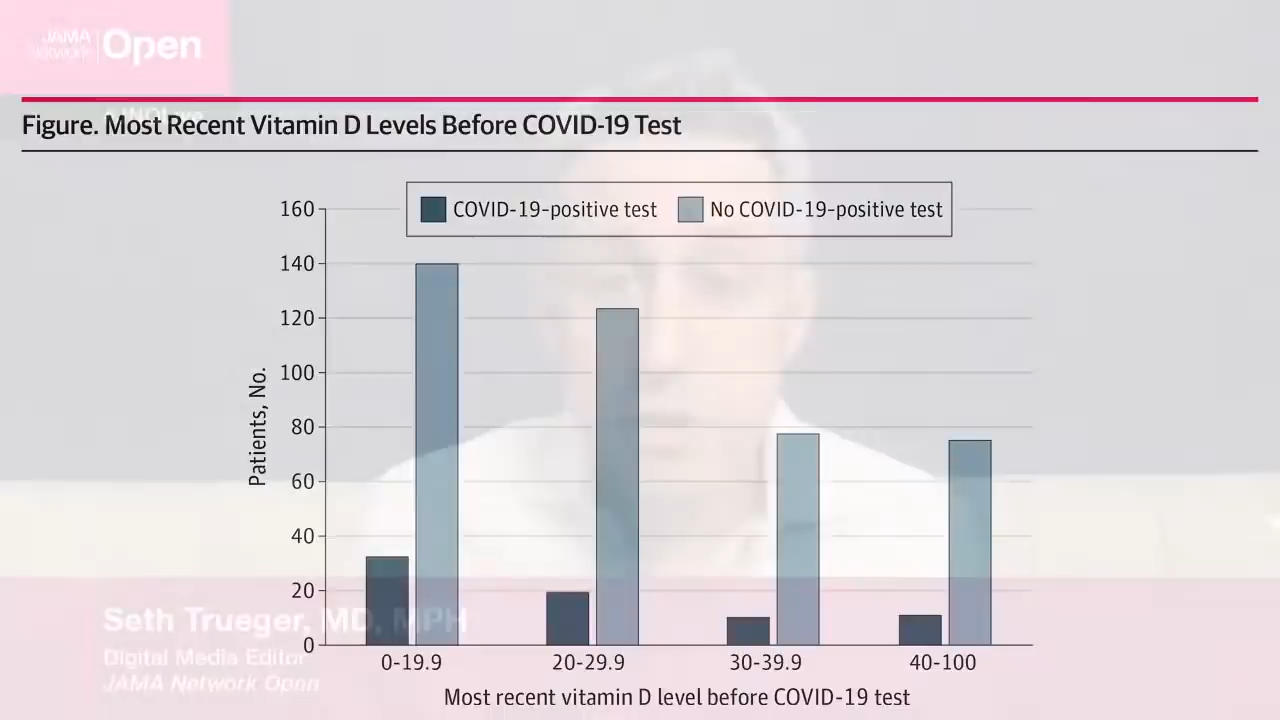 JAMA
Network
Open
Figure. Most Recent Vitamin D Levels Before COVID-19 Test
COVID-19-positive test
No COVID-19-positive test
160
140
120
100
80
60
40
20
0
Patients, No.
0-19.9
20-29.9
30-39.9
40-100
Most recent vitamin D level before COVID-19 test
Seth Trueger, MD, MPH
Digital Media Editor
JAMA Network Open